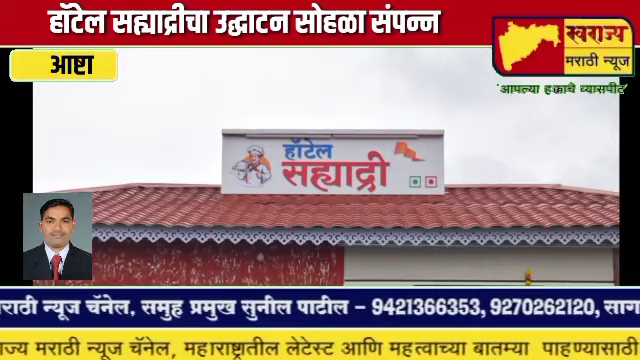 हॉटेल सह्याद्रीचा उद्घाटन सोहळा संपन्न
स्वराज्य
मराठी न्यूज
आष्टा
'आपल्या हक्काचे व्यासपीठ'
हॉटेल
सह्याद्री
राठी न्यूज चॅनेल, समुह प्रमुख सुनील पाटील – 9421366353, 9270262120, साग
ज्य मराठी न्यूज चॅनेल, महाराष्ट्रातील लेटेस्ट आणि महत्वाच्या बातम्या पाहण्यासाठी